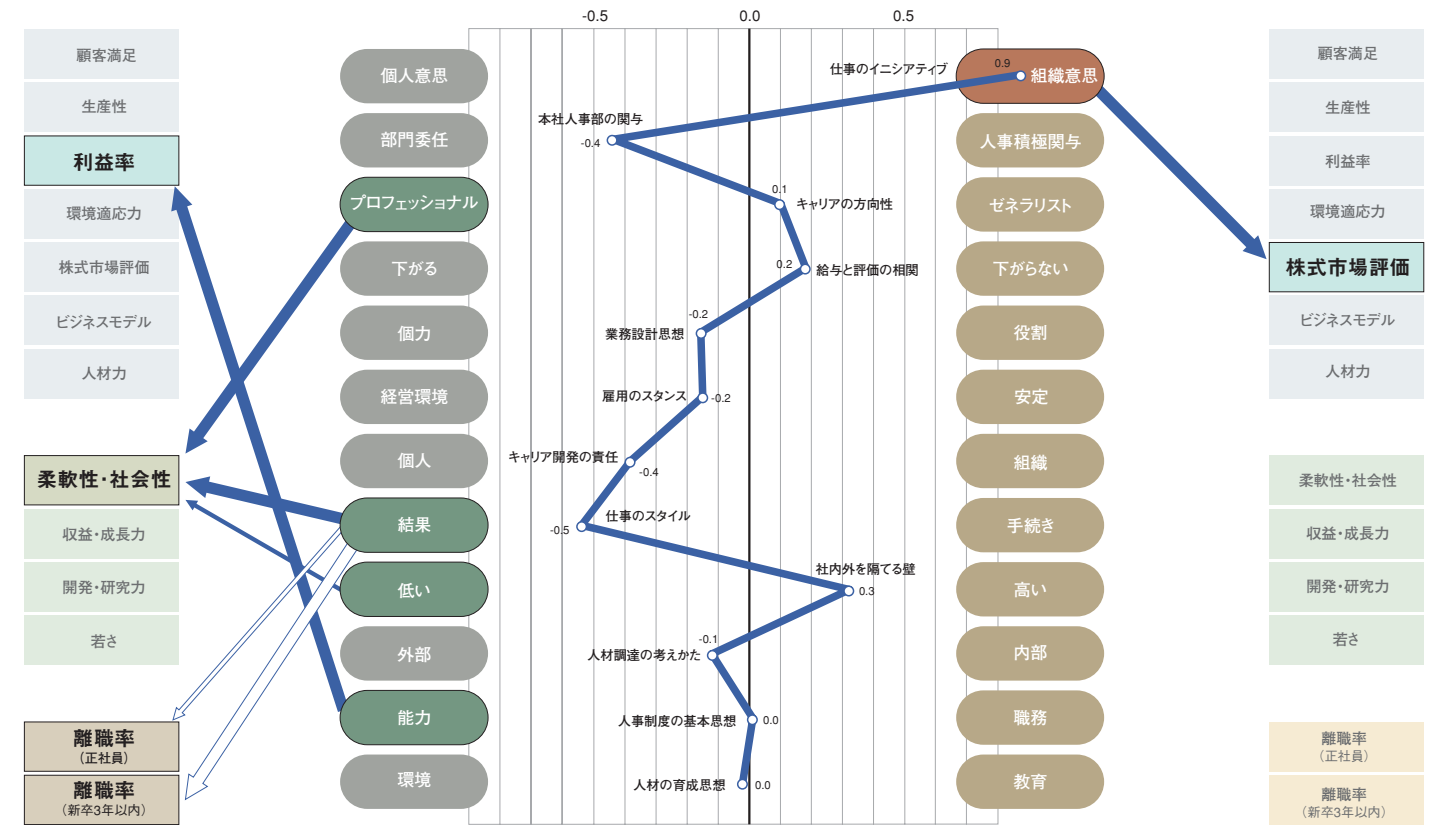 -0.5 0.0 0.5
顧客満足
生産性
利益率
環境適応力
株式市場評価
ビジネスモデル
人材力
柔軟性・社会性
収益・成長力
開発・研究力
若さ
離職率
（正社員）
離職率
（新卒3年以内）
個人意思
仕事のイニシアティブ
0.9
組織意思
部門委任
本社人事部の関与
-0.4
人事積極関与
プロフェッショナル
0.1
キャリアの方向性
ゼネラリスト
下がる
0.2
給与と評価の相関
下がらない
個力
業務設計思想
-0.2
役割
経営環境
雇用のスタンス
-0.2
安定
個人
キャリア開発の責任
-0.4
組織
結果
仕事のスタイル
-0.5
手続き
低い
社内外を隔てる壁
0.3
高い
外部
-0.1
人材調達の考えかた
内部
能力
人事制度の基本思想
0.0
職務
環境
人材の育成思想
0.0
教育
顧客満足
生産性
利益率
環境適応力
株式市場評価
ビジネスモデル
人材力
柔軟性・社会性
収益・成長力
開発・研究力
若さ
離職率
（正社員）
離職率
（新卒3年以内）